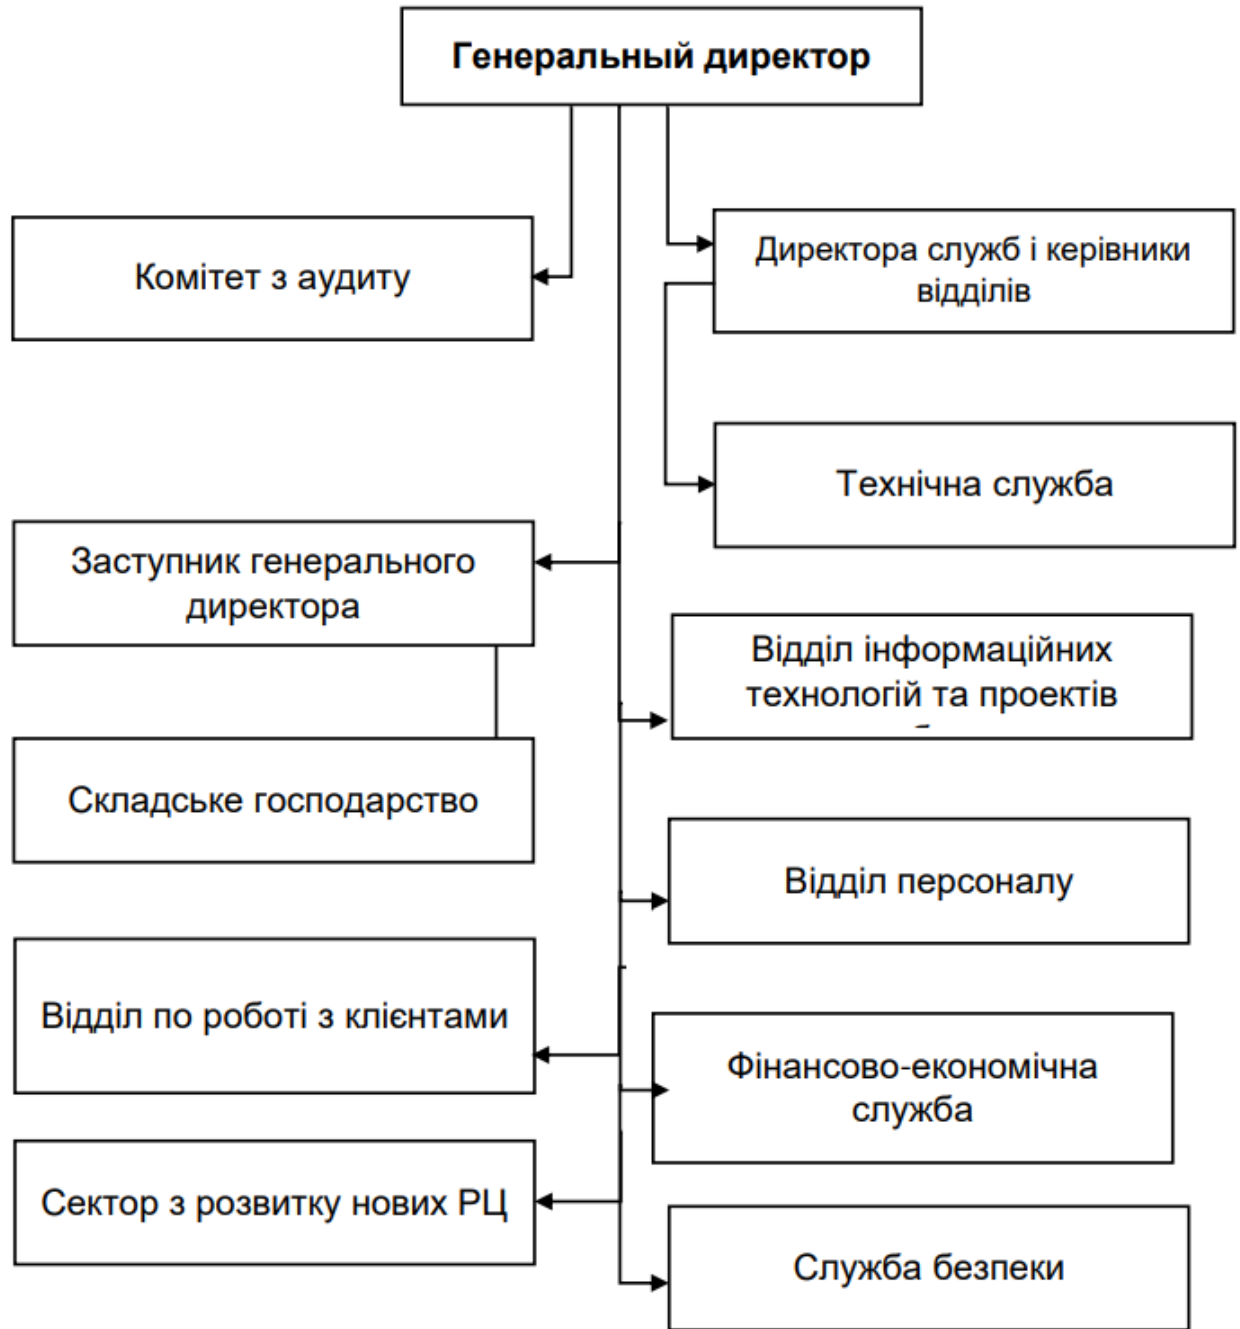 Генеральный директор
Комітет з аудиту
Директора служб і керівники
відділів
Технічна служба
Заступник генерального
директора
Відділ інформаційних
технологій та проектів
Складське господарство
Відділ персоналу
Відділ по роботі з клієнтами
Фінансово-економічна
служба
Сектор з розвитку нових РЦ
Служба безпеки